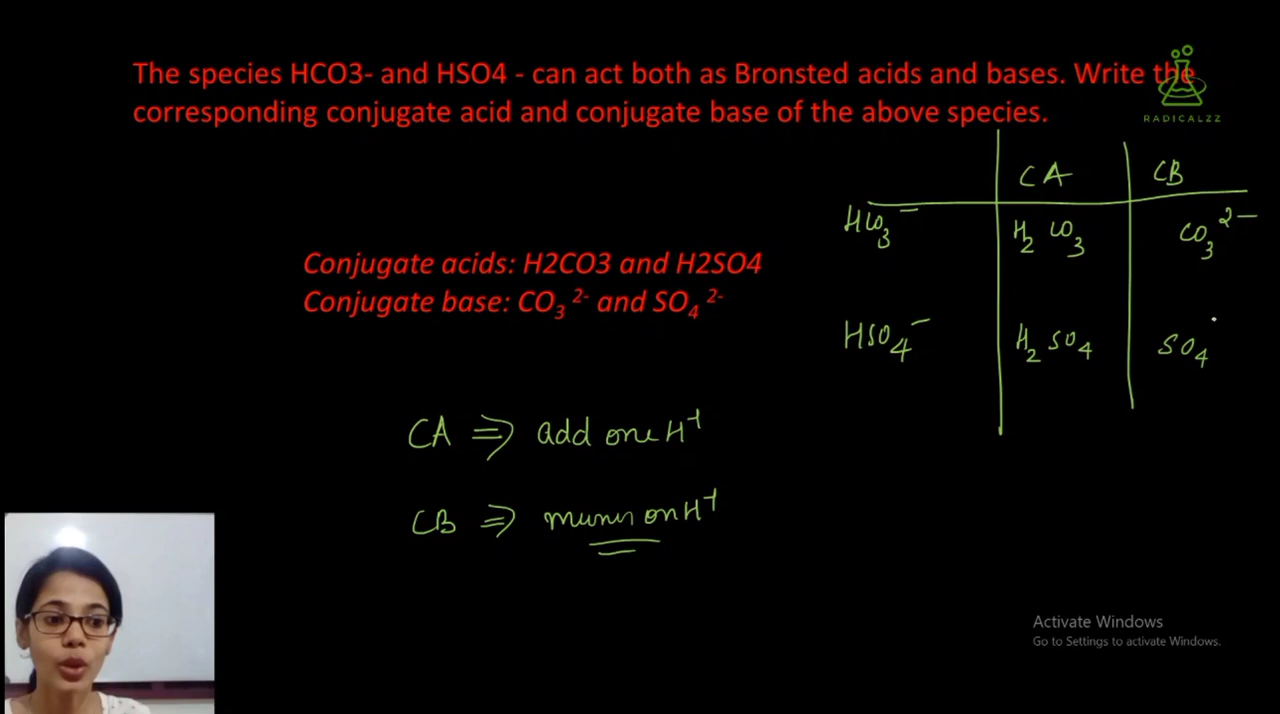 The species HCO3- and HSO4 - can act both as Bronsted acids and bases. Write the
corresponding conjugate acid and conjugate base of the above species.
RADICALZZ
CA CB
HCO₃⁻ H₂CO₃ CO₃²⁻
Conjugate acids: H2CO3 and H2SO4
Conjugate base: CO₃ ²⁻ and SO₄ ²⁻
HSO₄⁻ H₂SO₄ SO₄
CA ⇒ add one H⁺
CB ⇒ minus on H⁺
Activate Windows
Go to Settings to activate Windows.